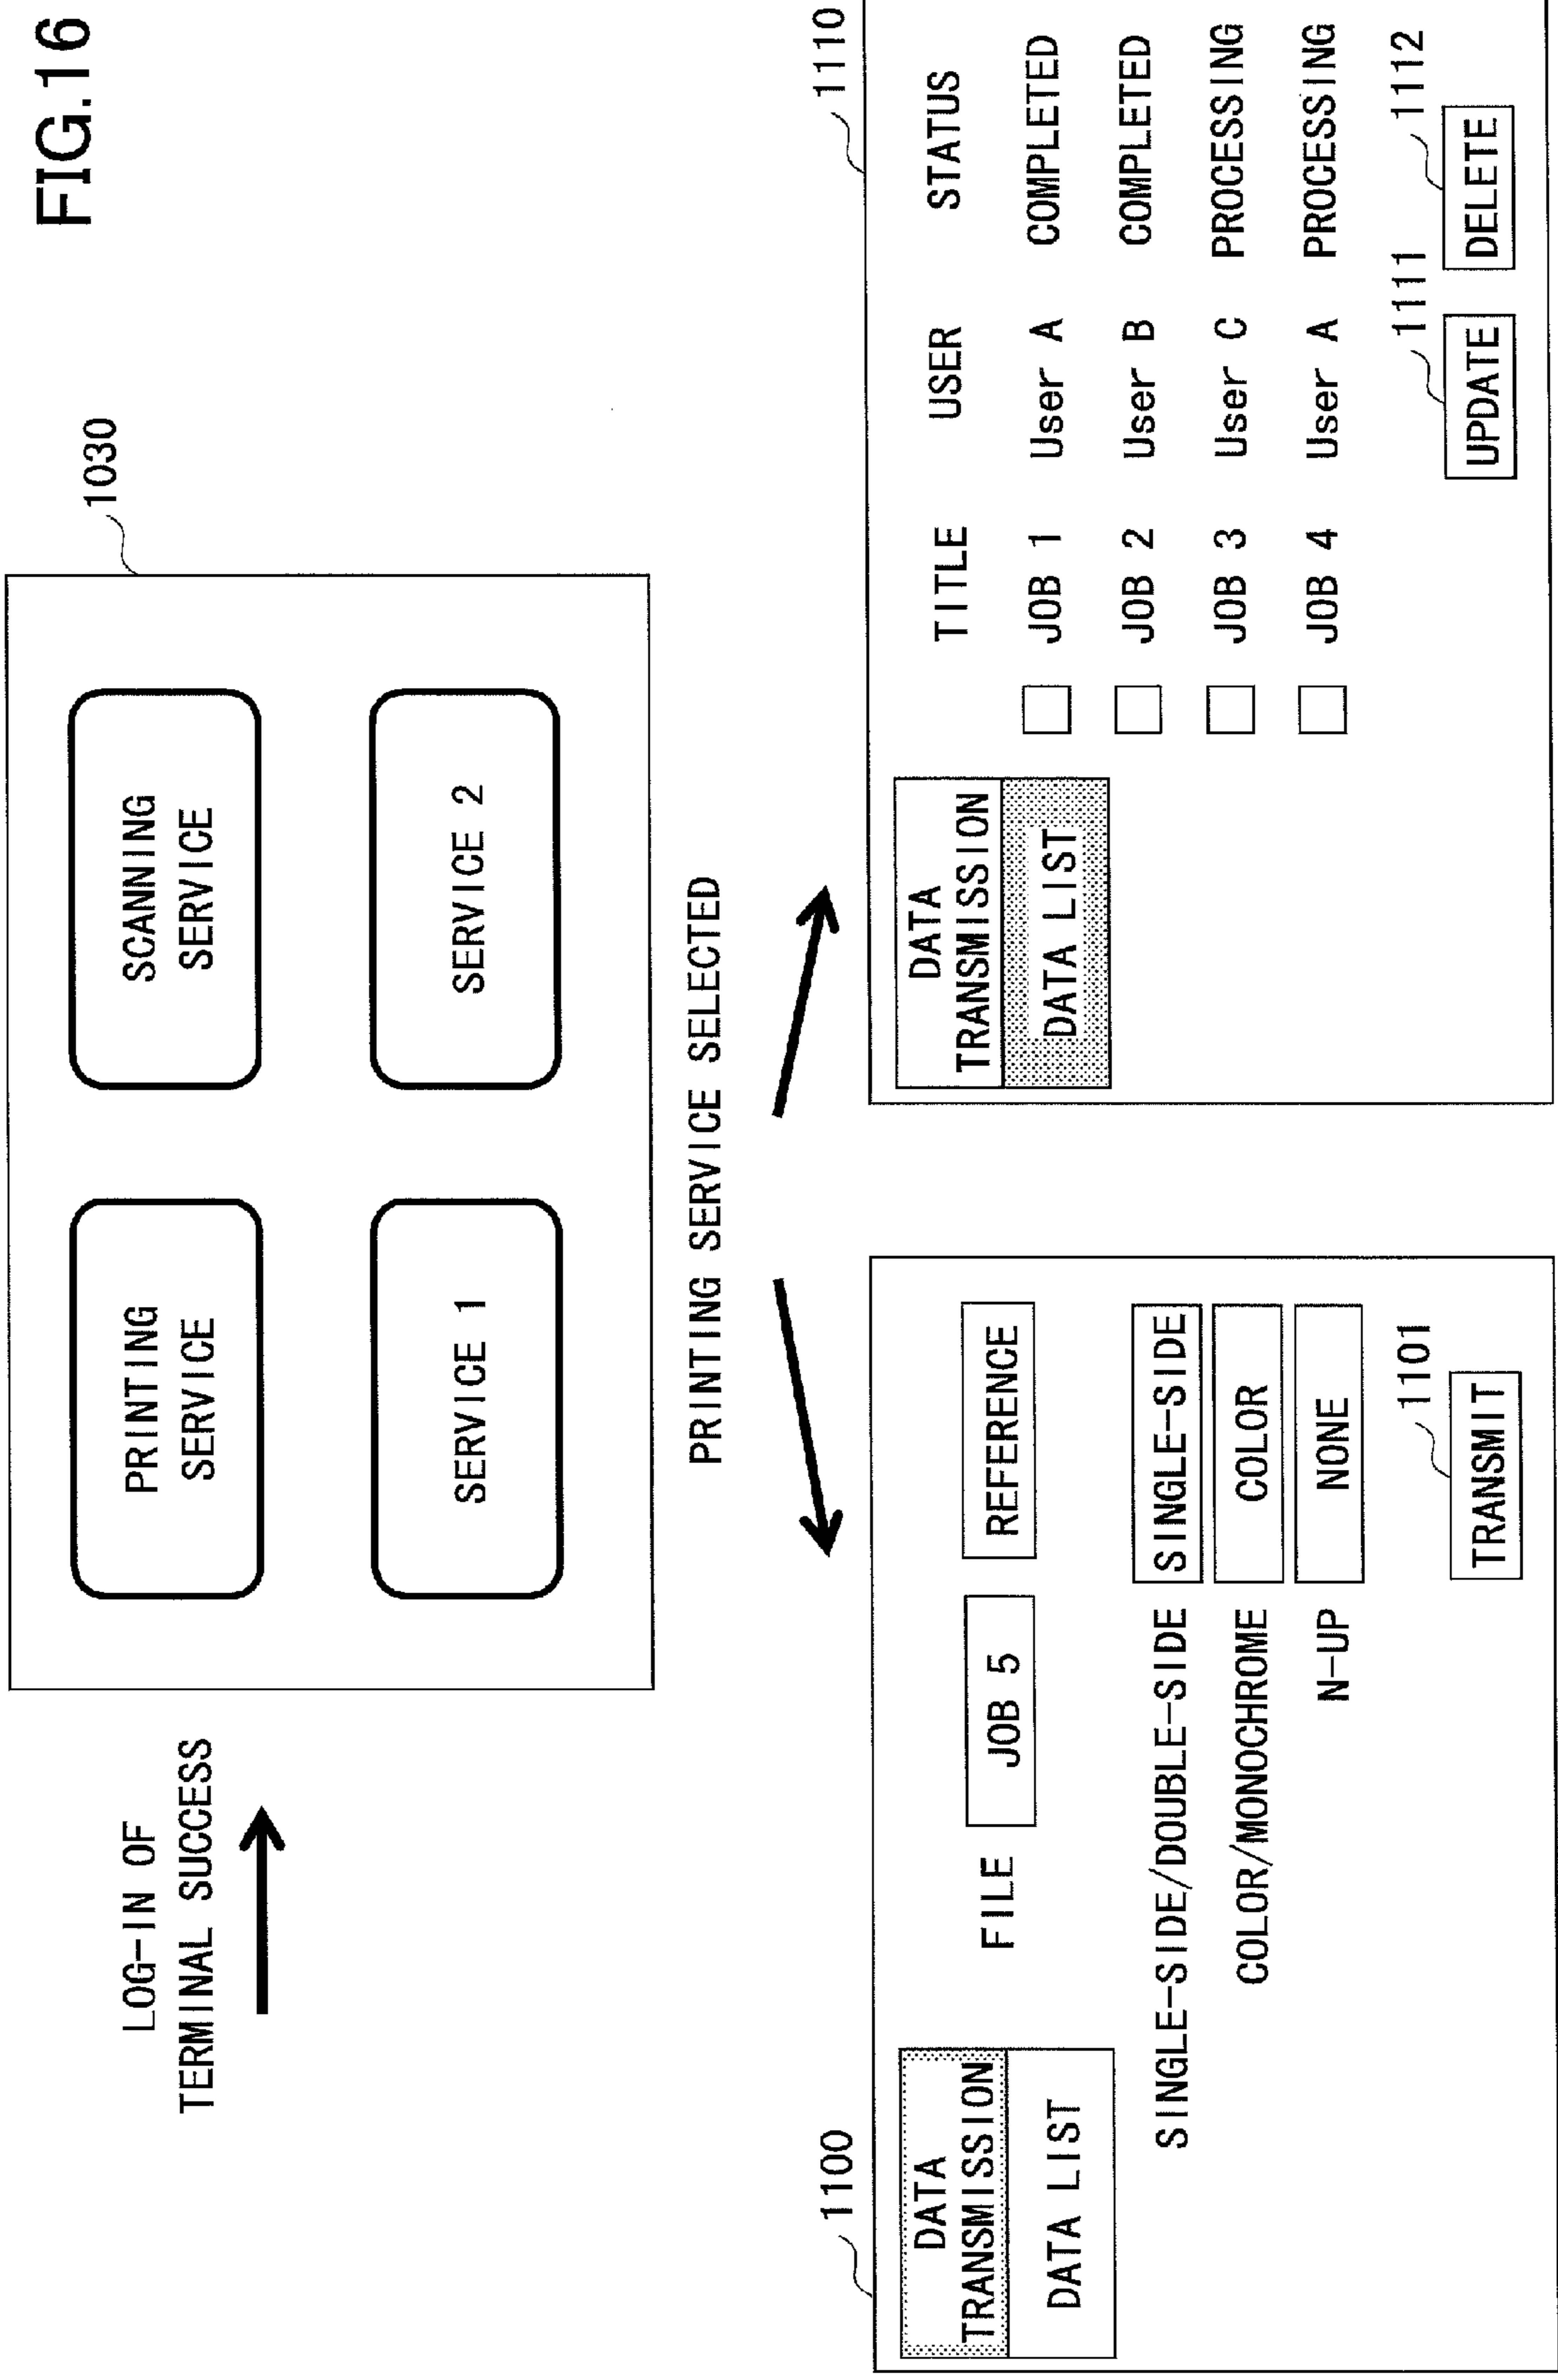 FIG.16
LOG-IN OF
TERMINAL SUCCESS
1030
PRINTING
SERVICE
SCANNING
SERVICE
SERVICE 1
SERVICE 2
PRINTING SERVICE SELECTED
1100
DATA
TRANSMISSION
DATA LIST
FILE
JOB 5
REFERENCE
SINGLE-SIDE/DOUBLE-SIDE
SINGLE-SIDE
COLOR/MONOCHROME
COLOR
N-UP
NONE
1101
TRANSMIT
1110
DATA
TRANSMISSION
DATA LIST
TITLE USER STATUS
JOB 1 User A COMPLETED
JOB 2 User B COMPLETED
JOB 3 User C PROCESSING
JOB 4 User A PROCESSING
1111
1112
UPDATE
DELETE